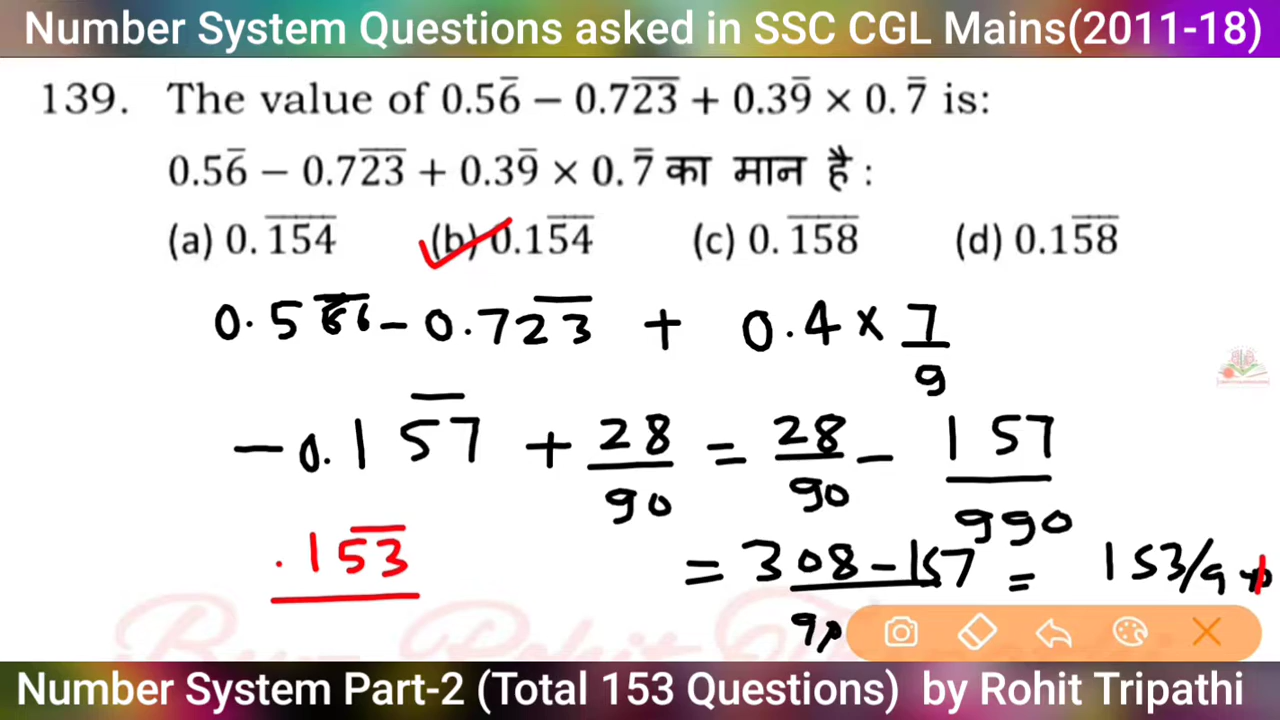 Number System Questions asked in SSC CGL Mains(2011-18)
139. The value of 0.56̅ − 0.72̅3̅ + 0.39̅ × 0.7̅ is:
0.56̅ − 0.72̅3̅ + 0.39̅ × 0.7̅ का मान है :
(a) 0.1̅5̅4̅ (b) 0.15̅4̅ (c) 0.1̅5̅8̅ (d) 0.15̅8̅
0.56̅6̅ − 0.72̅3̅ + 0.4 × 7/9
−0.15̅7̅ + 28/90 = 28/90 − 157/990
.15̅3̅
= 308−157 = 153/
Number System Part-2 (Total 153 Questions) by Rohit Tripathi